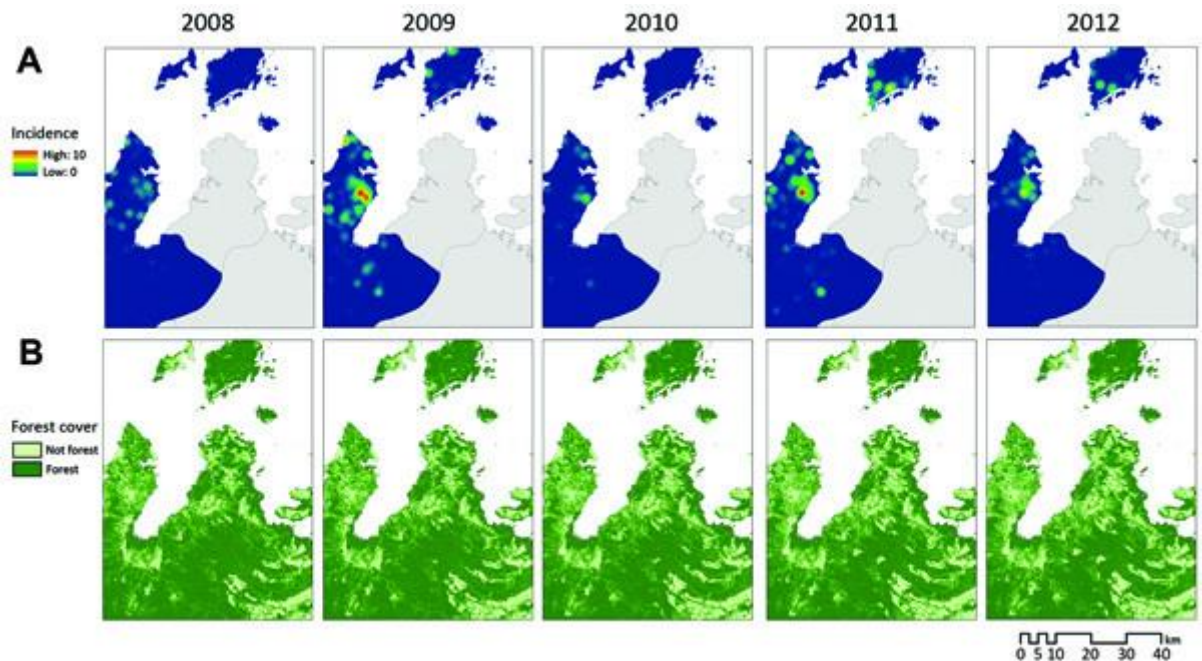 2008 2009 2010 2011 2012
A
Incidence
High: 10
Low: 0
B
Forest cover
Not forest
Forest
km
0 5 10 20 30 40